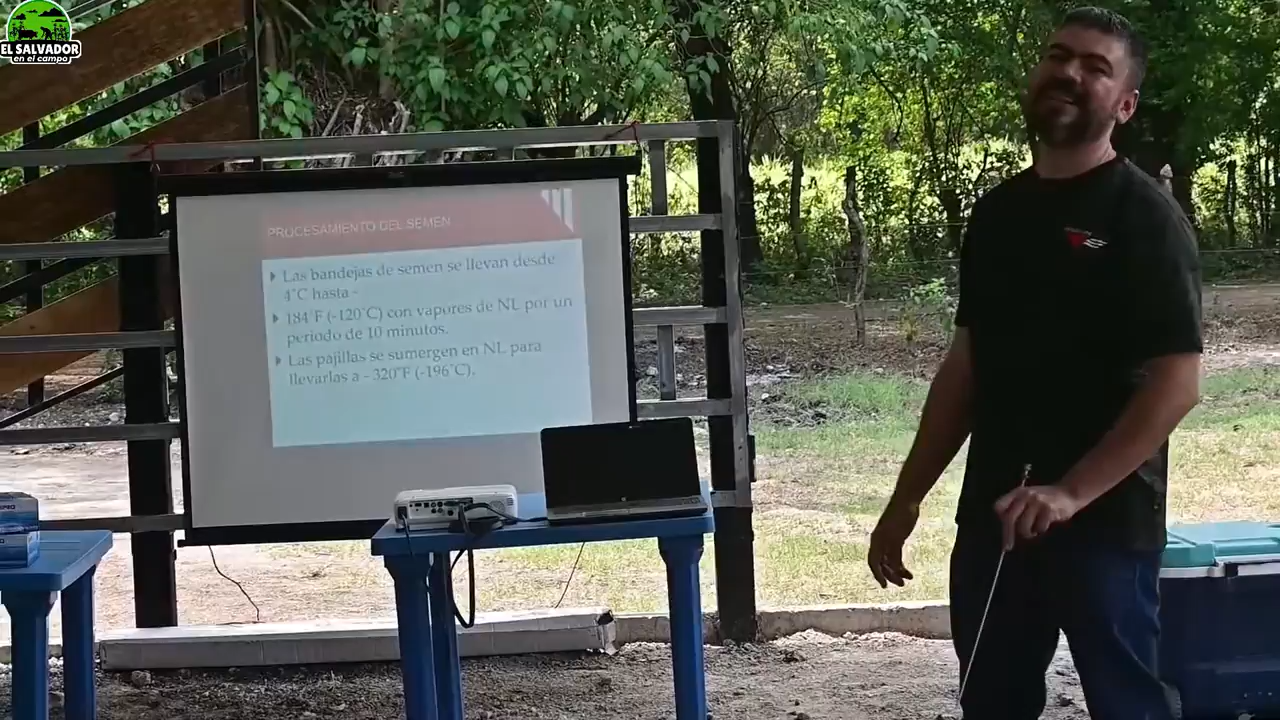 EL SALVADOR
en el campo
PROCESAMIENTO DEL SEMEN
Las bandejas de semen se llevan desde
4°C hasta -
184°F (-120°C) con vapores de NL por un
periodo de 10 minutos.
Las pajillas se sumergen en NL para
llevarlas a - 320°F (-196°C).